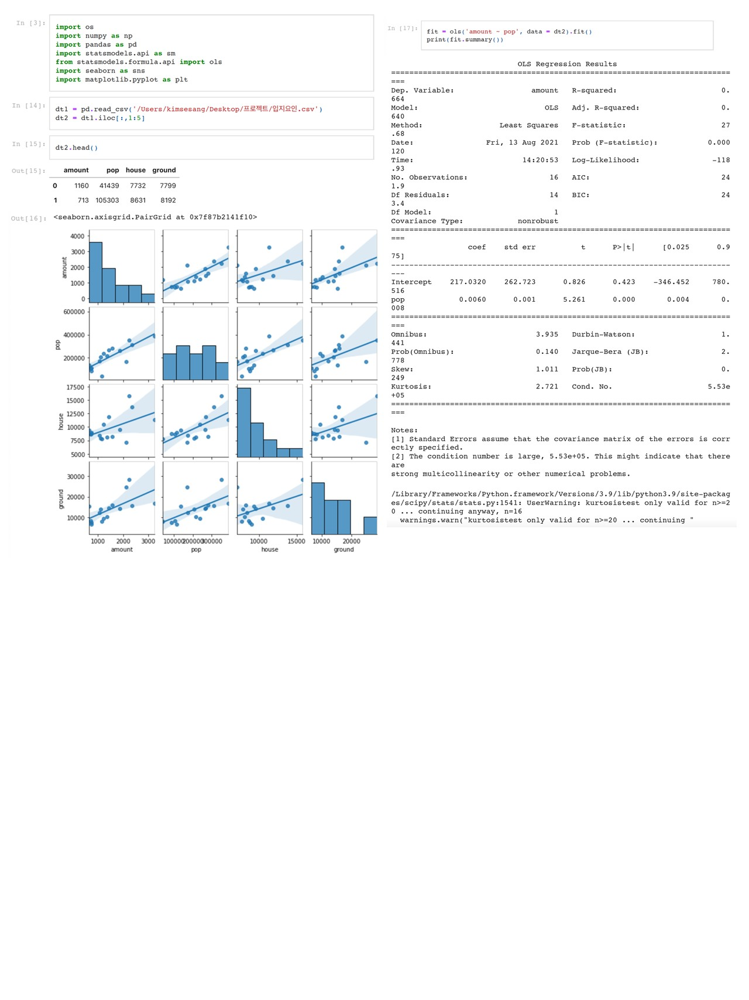 In [3]:
import os
import numpy as np
import pandas as pd
import statsmodels.api as sm
from statsmodels.formula.api import ols
import seaborn as sns
import matplotlib.pyplot as plt
In [14]:
dt1 = pd.read_csv('/Users/kimsesang/Desktop/프로젝트/입지요인.csv')
dt2 = dt1.iloc[:,1:5]
In [15]:
dt2.head()
Out[15]:
amount pop house ground
0 1160 41439 7732 7799
1 713 105303 8631 8192
Out[16]: <seaborn.axisgrid.PairGrid at 0x7f87b2141f10>
4000
3000
2000
1000
0
amount
600000
400000
200000
pop
17500
15000
12500
10000
7500
5000
house
30000
20000
10000
ground
1000 2000 3000
amount
100000 200000 300000
pop
10000 15000
house
10000 20000
ground
In [17]:
fit = ols('amount ~ pop', data = dt2).fit()
print(fit.summary())
OLS Regression Results
==========================================================================
===
Dep. Variable: amount R-squared: 0.
664
Model: OLS Adj. R-squared: 0.
640
Method: Least Squares F-statistic: 27
.68
Date: Fri, 13 Aug 2021 Prob (F-statistic): 0.000
120
Time: 14:20:53 Log-Likelihood: -118
.93
No. Observations: 16 AIC: 24
1.9
Df Residuals: 14 BIC: 24
3.4
Df Model: 1
Covariance Type: nonrobust
==========================================================================
===
coef std err t P>|t| [0.025 0.9
75]
--------------------------------------------------------------------------
---
Intercept 217.0320 262.723 0.826 0.423 -346.452 780.
516
pop 0.0060 0.001 5.261 0.000 0.004 0.
008
==========================================================================
===
Omnibus: 3.935 Durbin-Watson: 1.
441
Prob(Omnibus): 0.140 Jarque-Bera (JB): 2.
778
Skew: 1.011 Prob(JB): 0.
249
Kurtosis: 2.721 Cond. No. 5.53e
+05
==========================================================================
===
Notes:
[1] Standard Errors assume that the covariance matrix of the errors is corr
ectly specified.
[2] The condition number is large, 5.53e+05. This might indicate that there
are
strong multicollinearity or other numerical problems.
/Library/Frameworks/Python.framework/Versions/3.9/lib/python3.9/site-packag
es/scipy/stats/stats.py:1541: UserWarning: kurtosistest only valid for n>=2
0 ... continuing anyway, n=16
warnings.warn("kurtosistest only valid for n>=20 ... continuing "